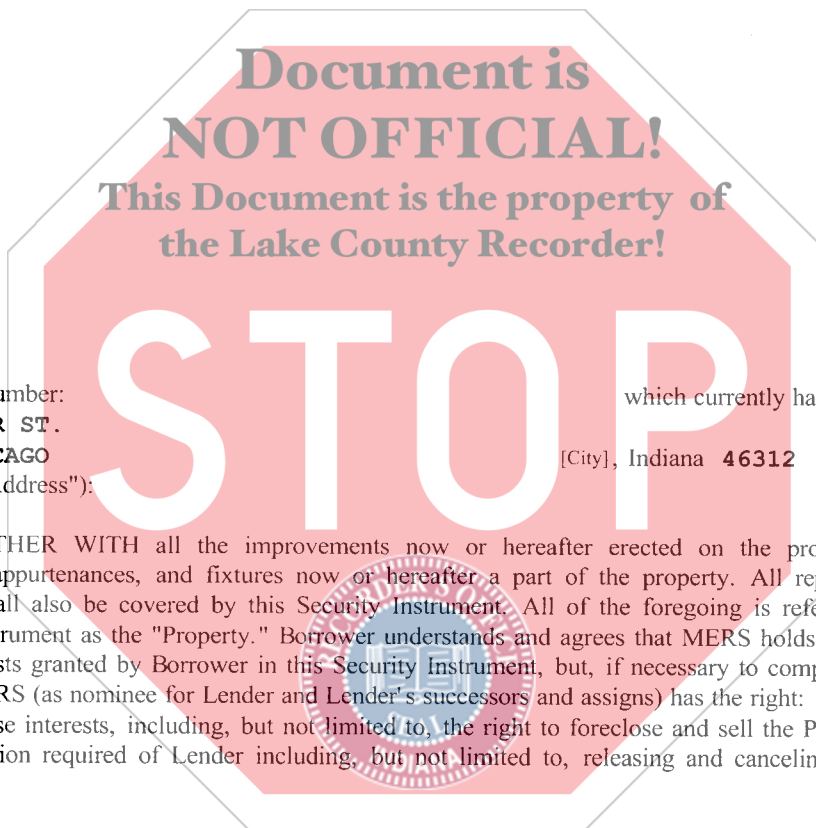 Document is
NOT OFFICIAL!
This Document is the property of
the Lake County Recorder!
STOP
umber: which currently ha
R ST.
CAGO [City], Indiana 46312
ddress"):
THER WITH all the improvements now or hereafter erected on the pro
appurtenances, and fixtures now or hereafter a part of the property. All rep
all also be covered by this Security Instrument. All of the foregoing is refe
rument as the "Property." Borrower understands and agrees that MERS holds
sts granted by Borrower in this Security Instrument, but, if necessary to comp
RS (as nominee for Lender and Lender's successors and assigns) has the right:
se interests, including, but not limited to, the right to foreclose and sell the P
ion required of Lender including, but not limited to, releasing and cancelin
RECORDER'S OFFICE
SEAL
INDIANA